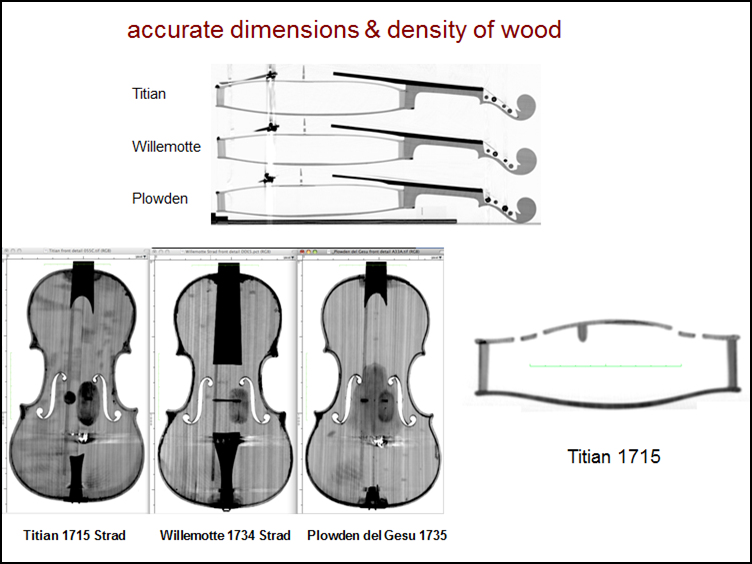 accurate dimensions & density of wood
Titian
Willemotte
Plowden
Titian 1715
Titian 1715 Strad
Willemotte 1734 Strad
Plowden del Gesu 1735